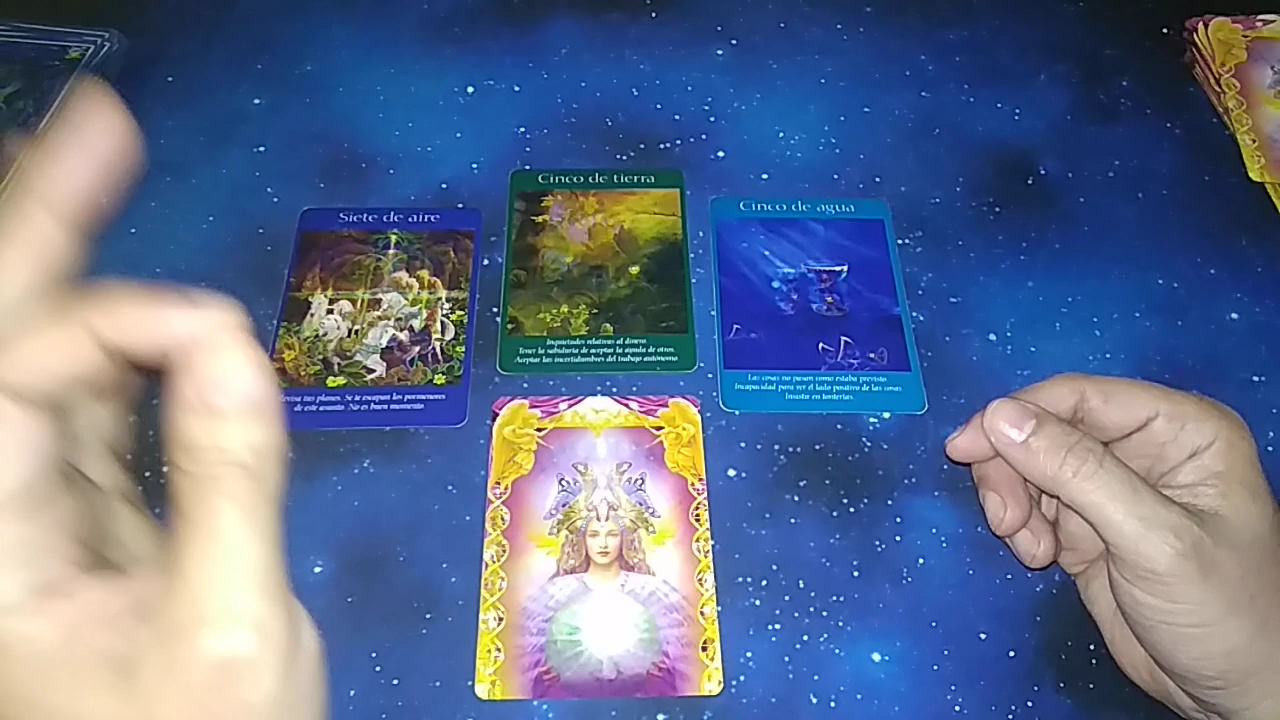 Siete de aire
Revisa tus planes. Se te escapan los pormenores
de este asunto. No es buen momento
Cinco de tierra
Inquietudes relativas al dinero.
Tener la sabiduría de aceptar la ayuda de otros.
Aceptar las incertidumbres del trabajo autónomo
Cinco de agua
Las cosas no pasan como estaba previsto.
Incapacidad para ver el lado positivo de las cosas.
Insistir en tonterías.